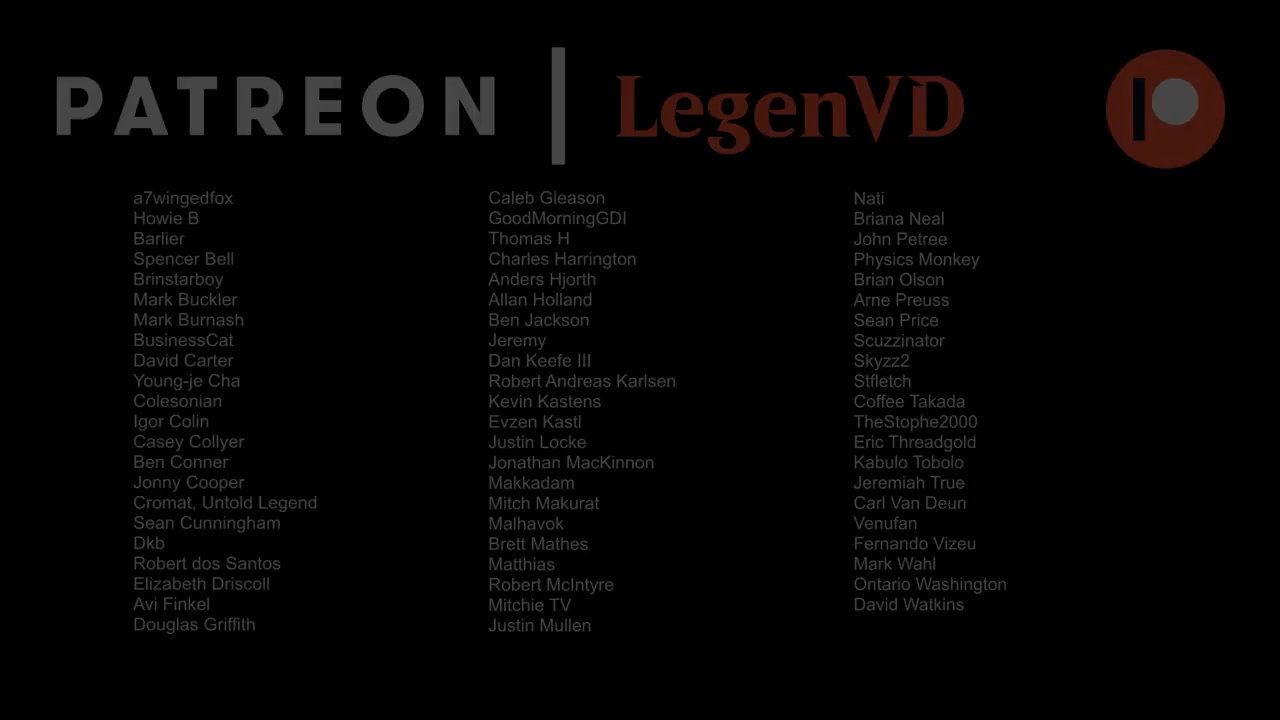 PATREON | LegenVD
a7wingedfox
Howie B
Barlier
Spencer Bell
Brinstarboy
Mark Buckler
Mark Burnash
BusinessCat
David Carter
Young-je Cha
Colesonian
Igor Colin
Casey Collyer
Ben Conner
Jonny Cooper
Cromat, Untold Legend
Sean Cunningham
Dkb
Robert dos Santos
Elizabeth Driscoll
Avi Finkel
Douglas Griffith
Caleb Gleason
GoodMorningGDI
Thomas H
Charles Harrington
Anders Hjorth
Allan Holland
Ben Jackson
Jeremy
Dan Keefe III
Robert Andreas Karlsen
Kevin Kastens
Evzen Kastl
Justin Locke
Jonathan MacKinnon
Makkadam
Mitch Makurat
Malhavok
Brett Mathes
Matthias
Robert McIntyre
Mitchie TV
Justin Mullen
Nati
Briana Neal
John Petree
Physics Monkey
Brian Olson
Arne Preuss
Sean Price
Scuzzinator
Skyzz2
Stfletch
Coffee Takada
TheStophe2000
Eric Threadgold
Kabulo Tobolo
Jeremiah True
Carl Van Deun
Venufan
Fernando Vizeu
Mark Wahl
Ontario Washington
David Watkins